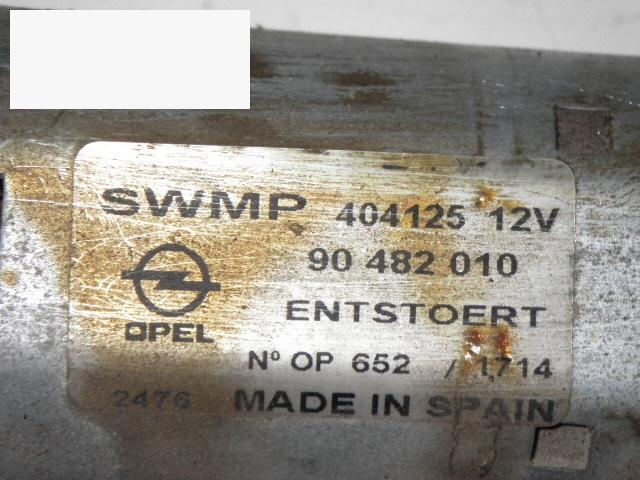 SWMP 404125 12V
90 482 010
OPEL ENTSTOERT
Nº OP 652 / 1714
2476 MADE IN SPAIN